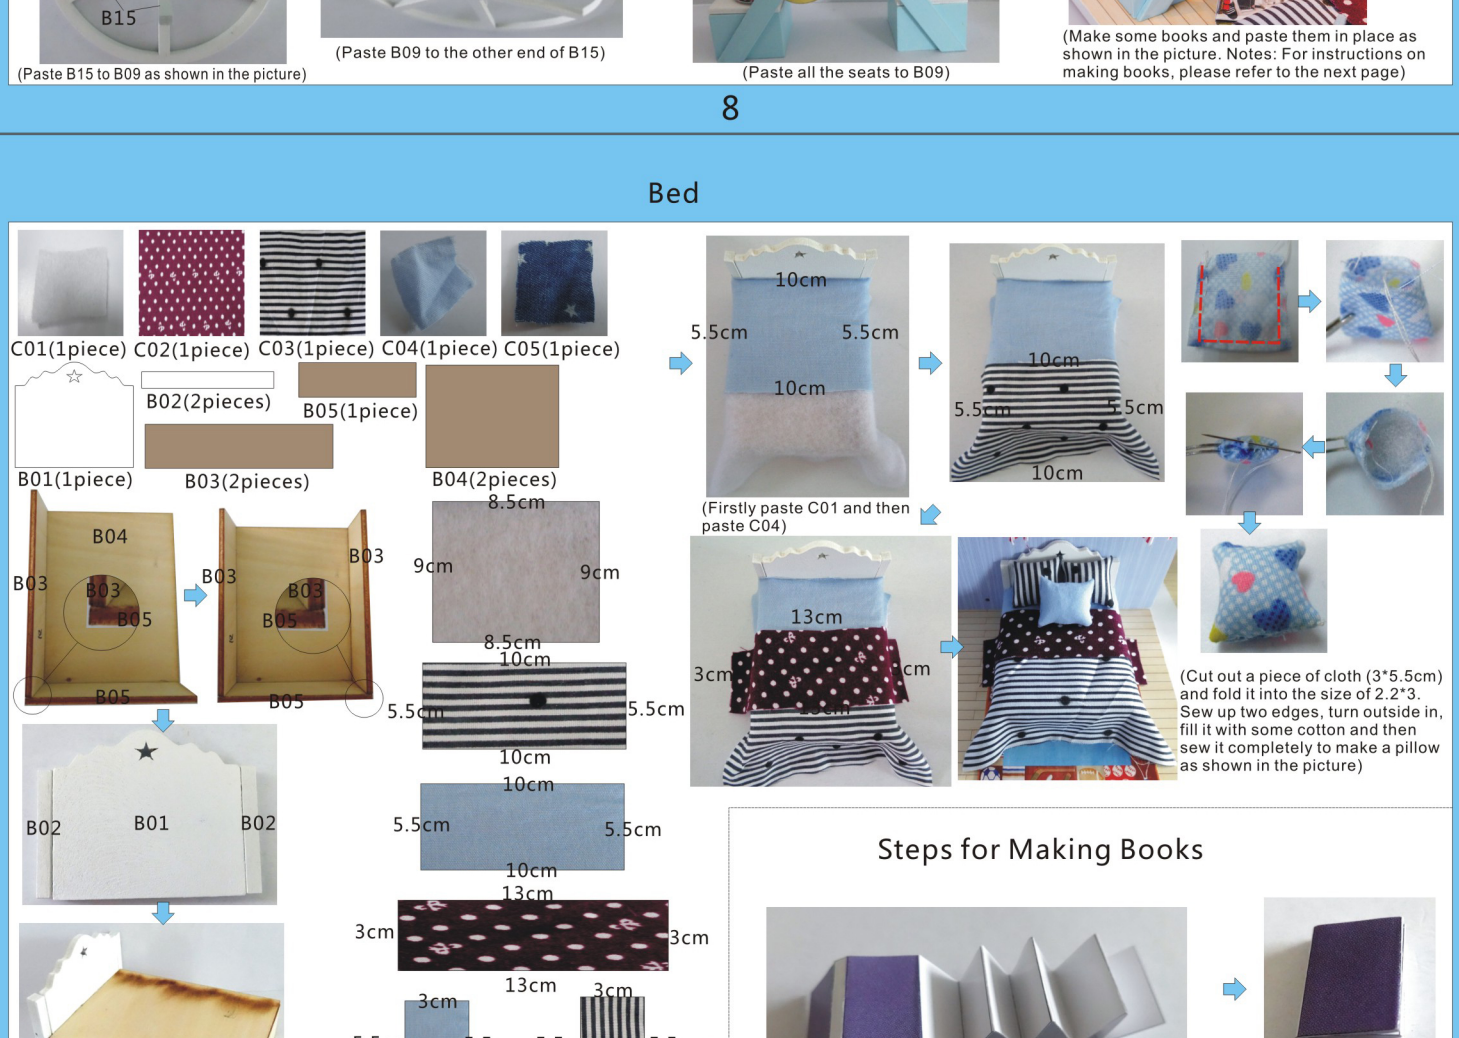 B15
(Paste B15 to B09 as shown in the picture)
(Paste B09 to the other end of B15)
(Paste all the seats to B09)
(Make some books and paste them in place as
shown in the picture. Notes: For instructions on
making books, please refer to the next page)
8
Bed
C01(1piece)
C02(1piece)
C03(1piece)
C04(1piece)
C05(1piece)
B01(1piece)
B02(2pieces)
B05(1piece)
B03(2pieces)
B04(2pieces)
B04
B03
B03
B05
B05
B03
B03
B03
B05
B05
B02
B01
B02
8.5cm
9cm
9cm
8.5cm
10cm
5.5cm
5.5cm
10cm
10cm
5.5cm
5.5cm
10cm
13cm
3cm
3cm
13cm
3cm
3cm
10cm
5.5cm
5.5cm
10cm
(Firstly paste C01 and then
paste C04)
10cm
5.5cm
5.5cm
10cm
13cm
3cm
cm
13cm
(Cut out a piece of cloth (3*5.5cm)
and fold it into the size of 2.2*3.
Sew up two edges, turn outside in,
fill it with some cotton and then
sew it completely to make a pillow
as shown in the picture)
Steps for Making Books